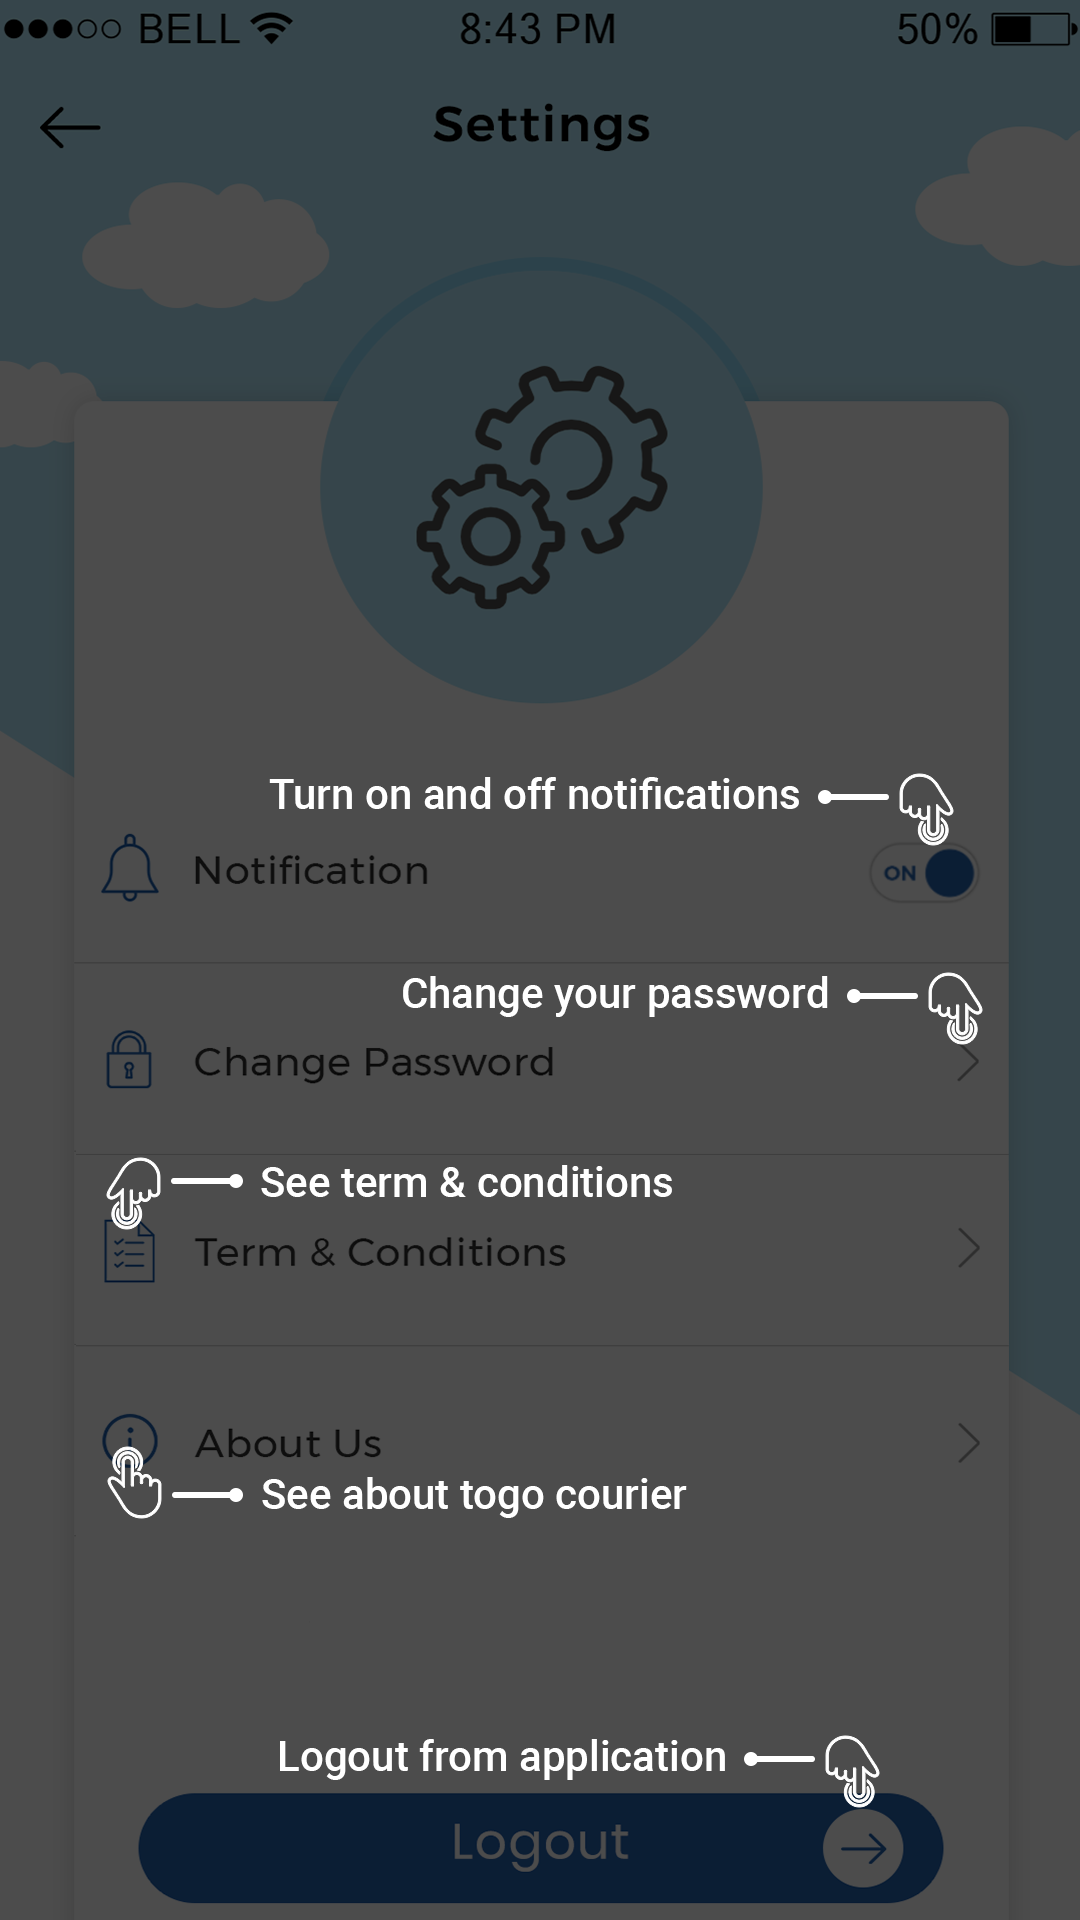 BELL 8:43 PM 50%
Settings
Turn on and off notifications
Notification ON
Change your password
Change Password
See term & conditions
Term & Conditions
About Us
See about togo courier
Logout from application
Logout